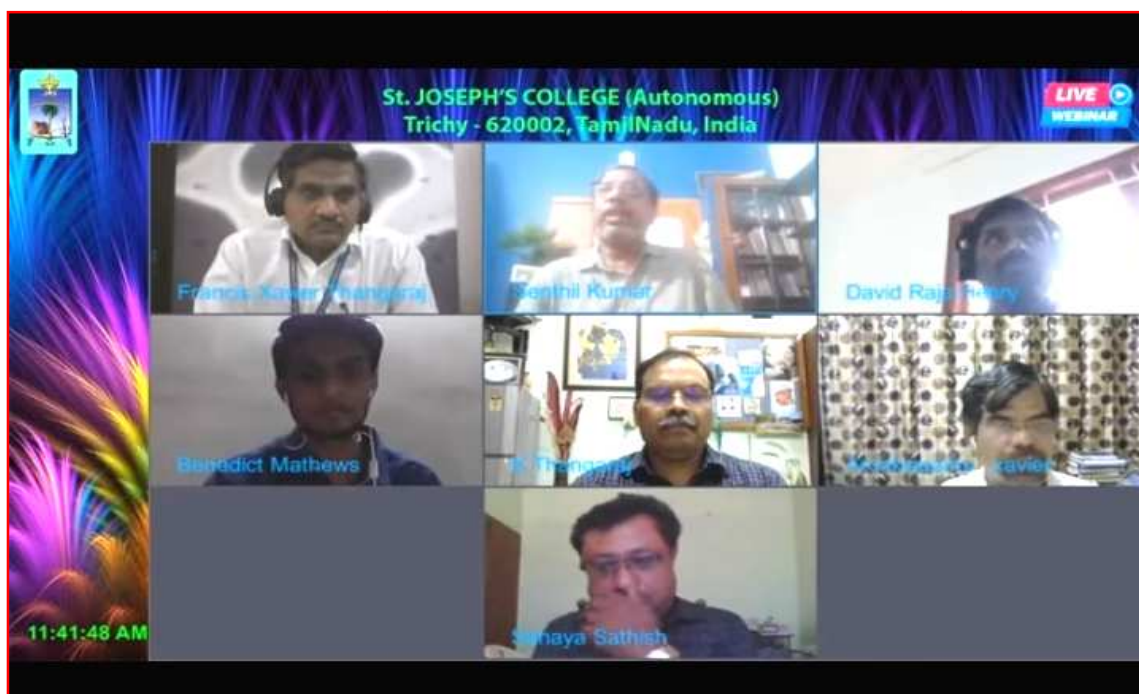 St. JOSEPH'S COLLEGE (Autonomous)
Trichy - 620002, TamilNadu, India
LIVE
WEBINAR
Francis Xavier Thangaraj
Senthil Kumar
David Raja Henry
Benedict Mathews
Thangaraj
xavier
Sahaya Sathish
11:41:48 AM